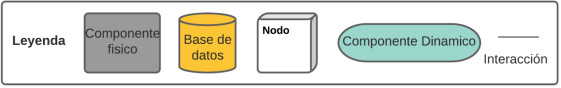 Leyenda
Componente
fisico
Base de
datos
Nodo
Componente Dinamico
Interacción